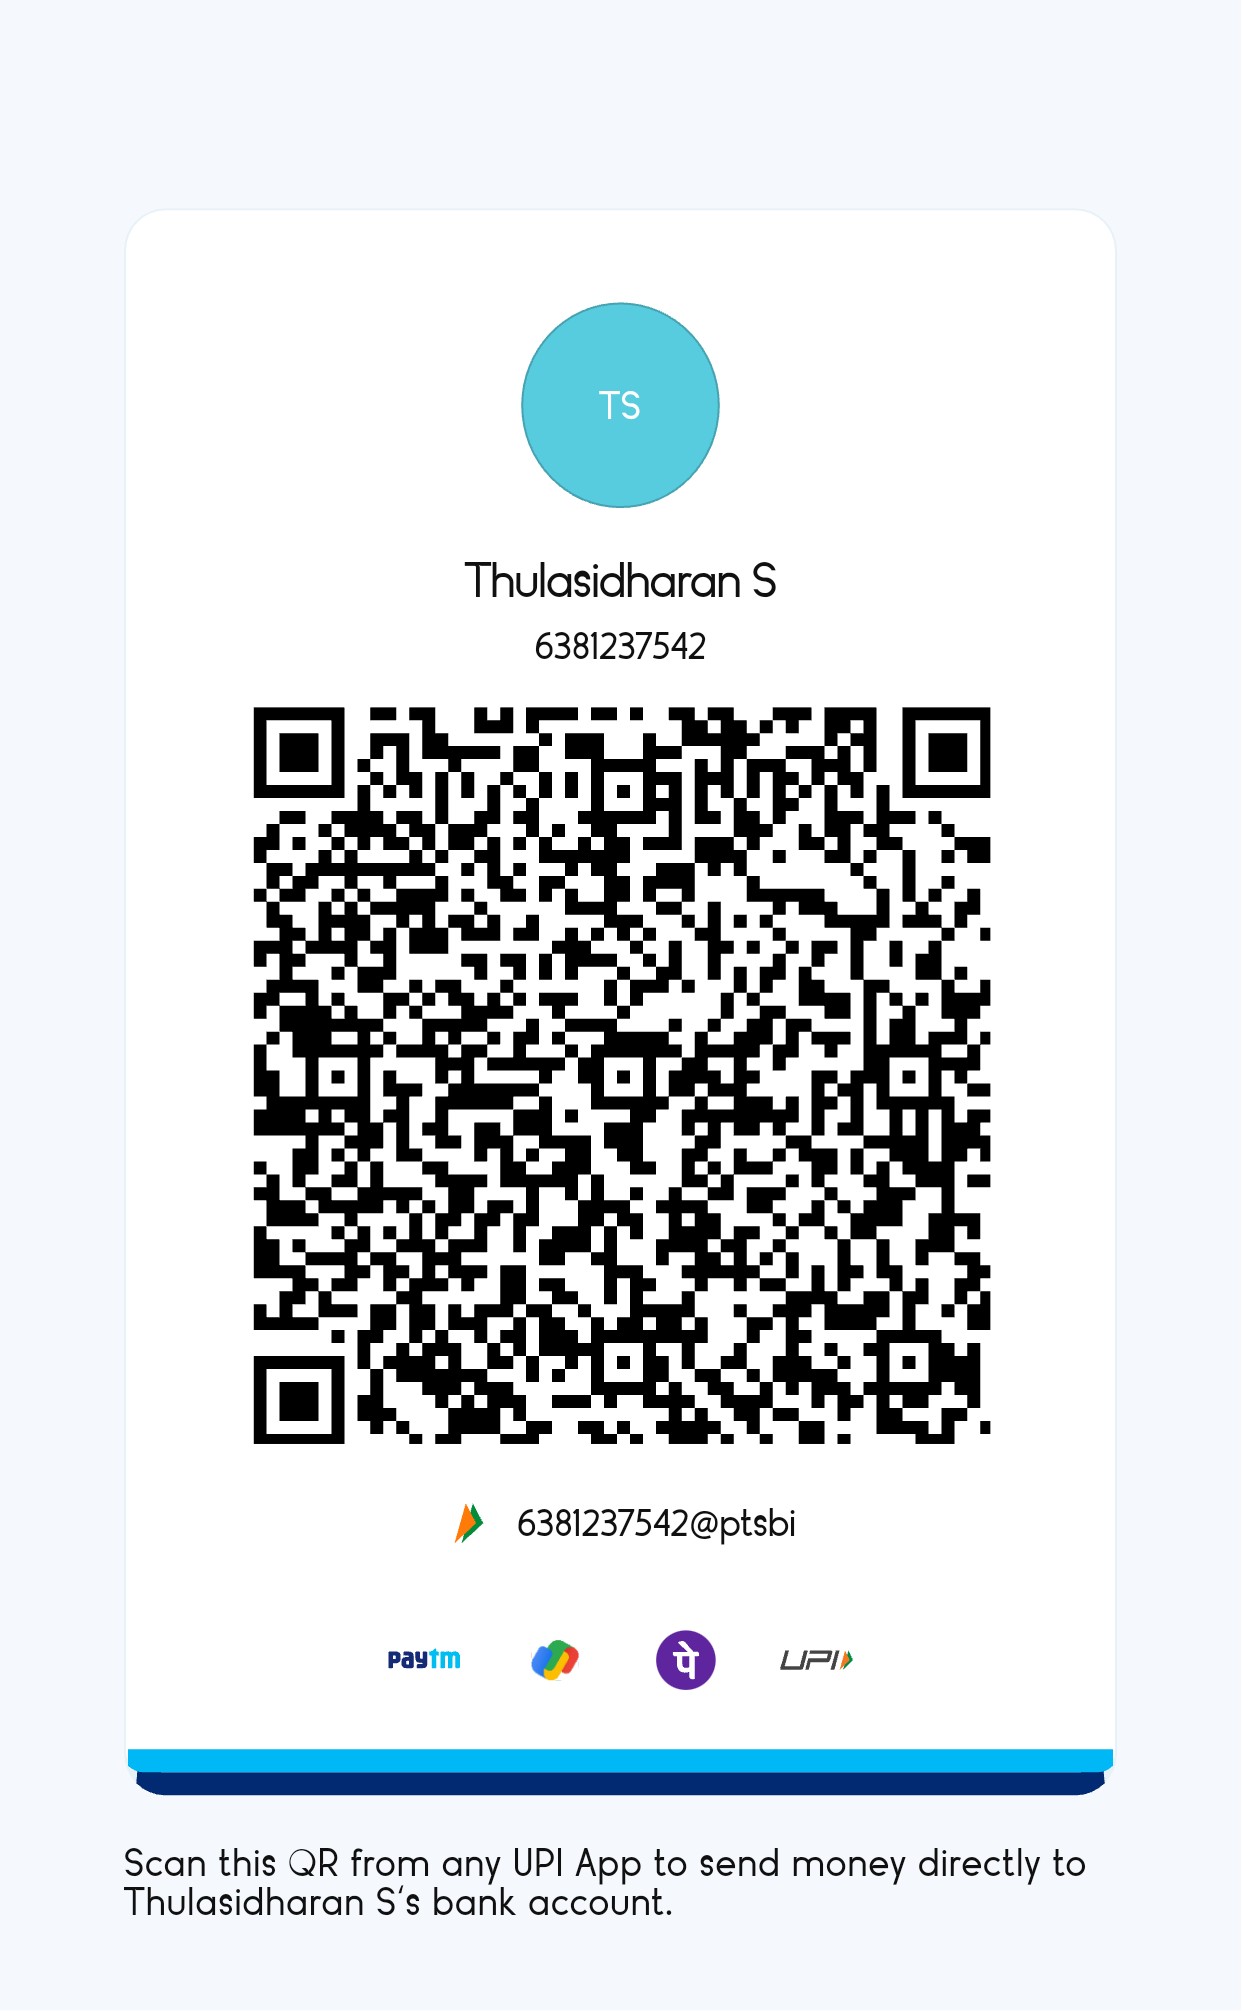 TS
Thulasidharan S
6381237542
6381237542@ptsbi
paytm पे UPI
Scan this QR from any UPI App to send money directly to
Thulasidharan S's bank account.